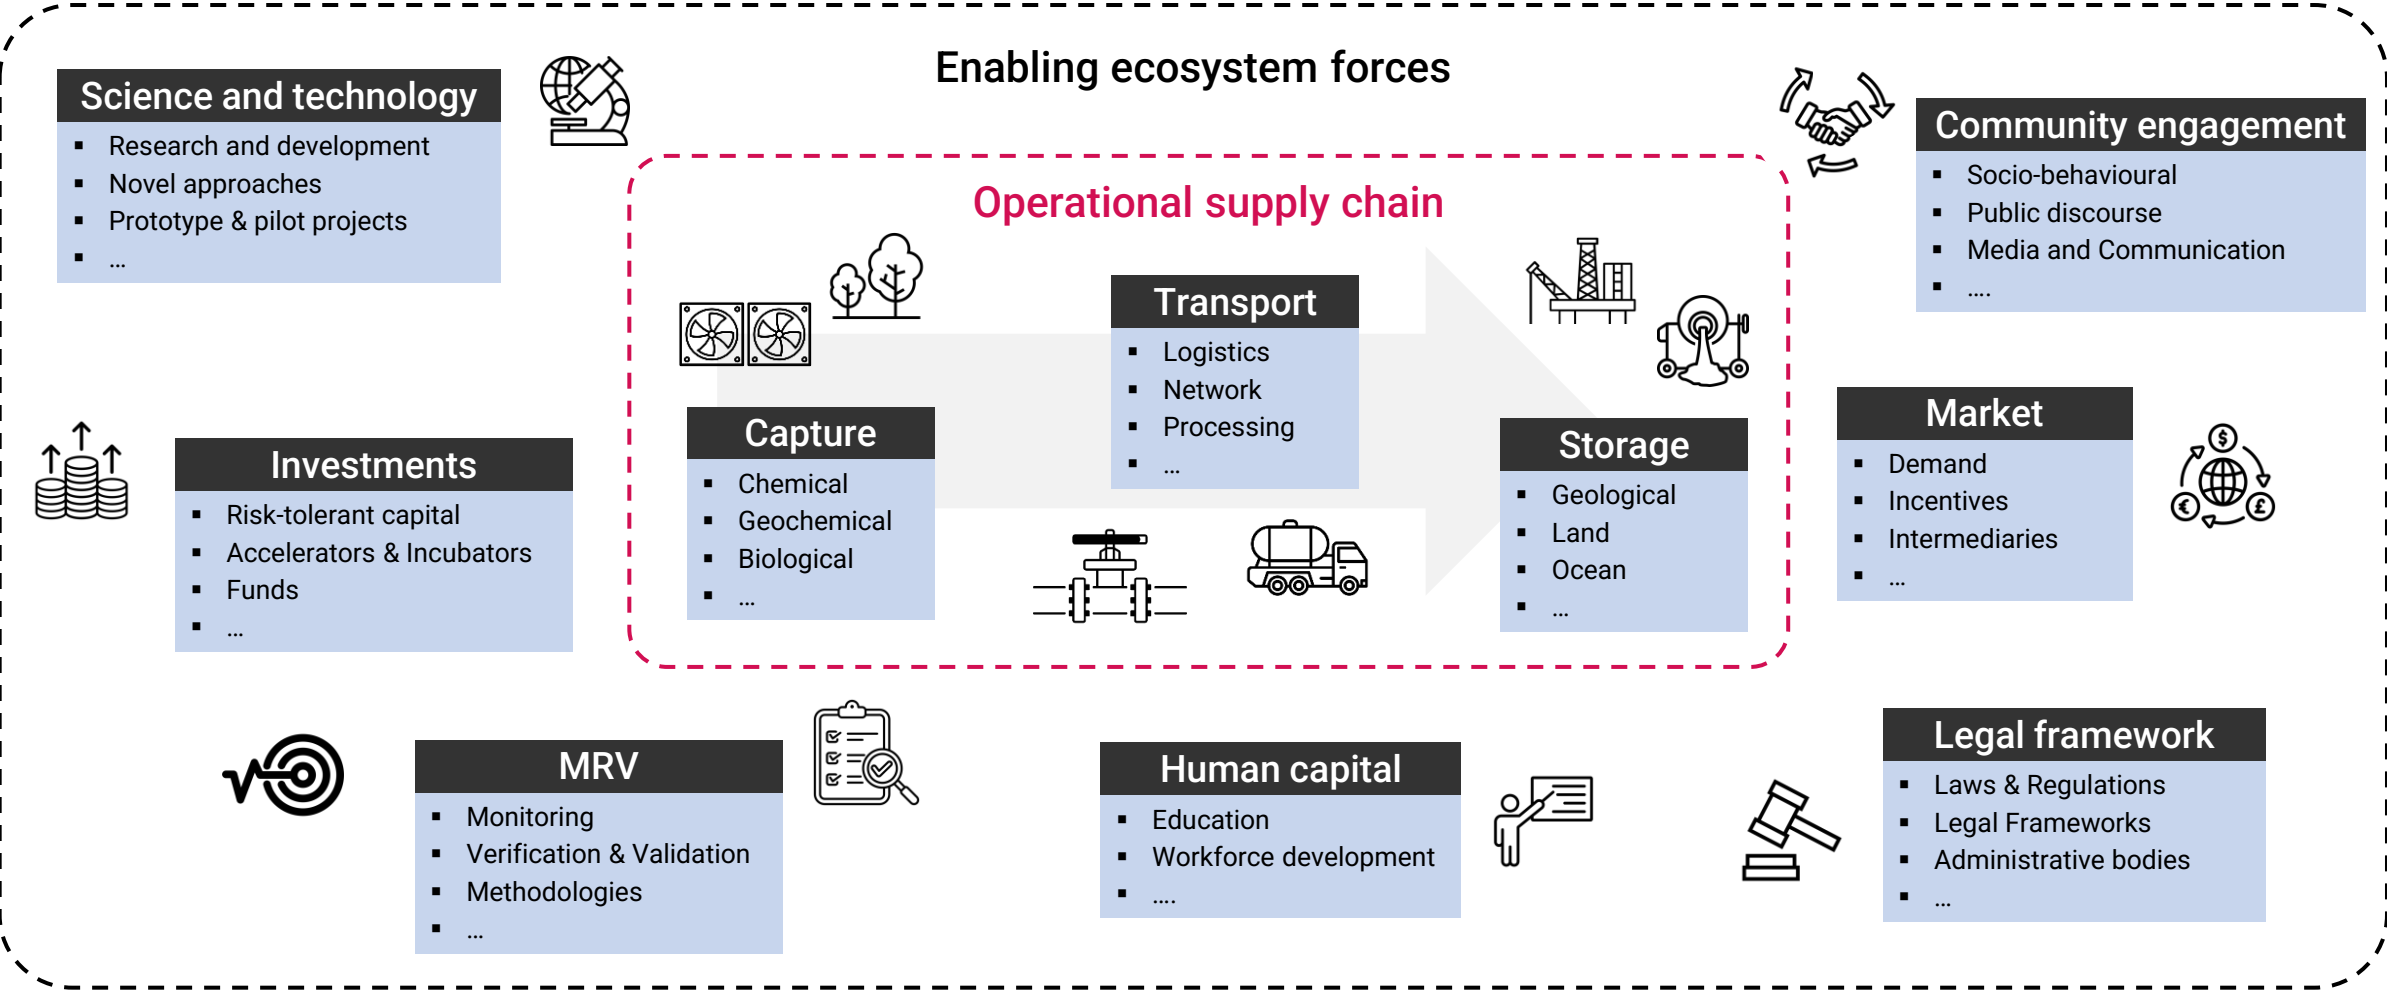 Enabling ecosystem forces
Science and technology
▪ Research and development
▪ Novel approaches
▪ Prototype & pilot projects
▪ ...
Community engagement
▪ Socio-behavioural
▪ Public discourse
▪ Media and Communication
▪ ....
Operational supply chain
Capture
▪ Chemical
▪ Geochemical
▪ Biological
▪ ...
Transport
▪ Logistics
▪ Network
▪ Processing
▪ ...
Storage
▪ Geological
▪ Land
▪ Ocean
▪ ...
Investments
▪ Risk-tolerant capital
▪ Accelerators & Incubators
▪ Funds
▪ ...
Market
▪ Demand
▪ Incentives
▪ Intermediaries
▪ ...
$
€
£
MRV
▪ Monitoring
▪ Verification & Validation
▪ Methodologies
▪ ...
Human capital
▪ Education
▪ Workforce development
▪ ....
Legal framework
▪ Laws & Regulations
▪ Legal Frameworks
▪ Administrative bodies
▪ ...